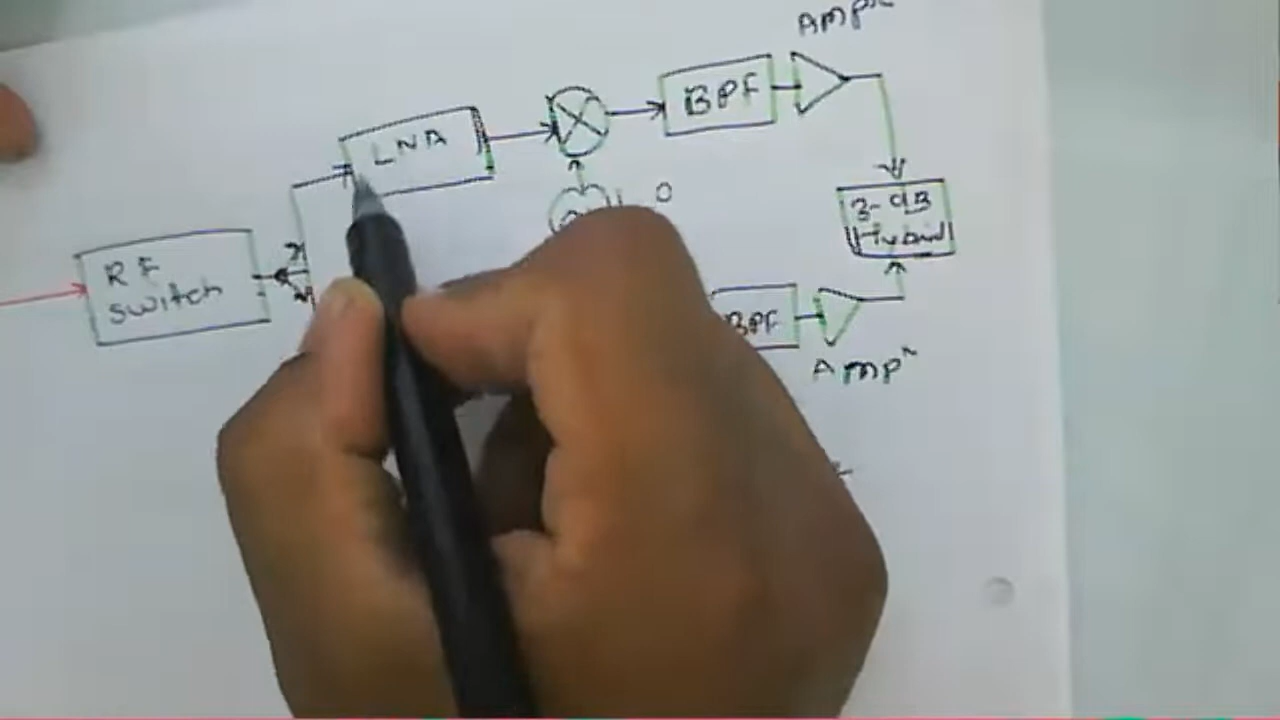 AMPr
BPF
LNA
3-dB
Hybrid
RF
switch
BPF
AMPr